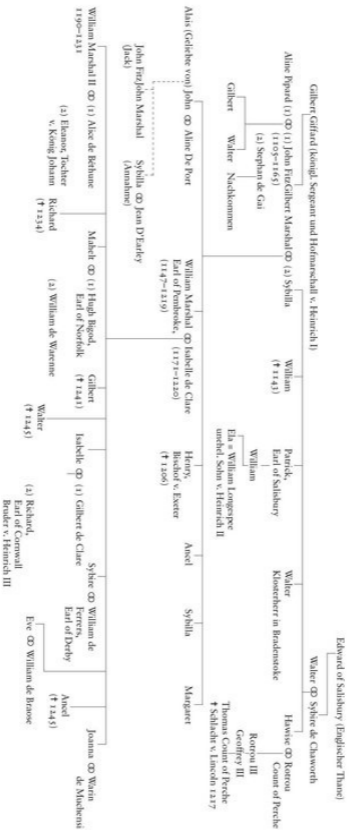 Gilbert Giffard (königl. Sergeant und Hofmarschall v. Heinrich I)
Edward of Salisbury (Englischer Thane)
Walter ⚭ Sybire de Chaworth
Aline Pipard ⚭ (1) John FitzGilbert Marshal ⚭ (2) Sybilla
(1105–1165)
(2) Stephan de Gai
William
(† 1143)
Patrick,
Earl of Salisbury
Walter
Klosterherr in Bradenstoke
Hawise ⚭ Rotrou
Count of Perche
Gilbert
Walter
Nachkommen
William
Ela = William Longespee
unehel. Sohn v. Heinrich II
Rotrou III
Geoffrey III
Thomas Count of Perche
† Schlacht v. Lincoln 1217
Alais (Geliebte von) John ⚭ Aline De Port
William Marshal ⚭ Isabelle de Clare
Earl of Pembroke,
(1147–1219)
(1171–1220)
Henry,
Bischof v. Exeter
(† 1206)
Ancel
Sybilla
Margaret
John FitzJohn Marshal
(Jack)
Sybilla ⚭ Jean D'Earley
(Annahme)
William Marshal II ⚭ (1) Alice de Béthune
1190–1231
(2) Eleanor, Tochter
v. König Johann
Richard
(† 1234)
Mahelt ⚭ (1) Hugh Bigod,
Earl of Norfolk
(2) William de Warenne
Gilbert
(† 1241)
Walter
(† 1245)
Isabelle ⚭ (1) Gilbert de Clare
(2) Richard,
Earl of Cornwall
Bruder v. Heinrich III
Sybire ⚭ William de
Ferrers,
Earl of Derby
Eve ⚭ William de Braose
Ancel
(† 1245)
Joanna ⚭ Warin
de Muchensi